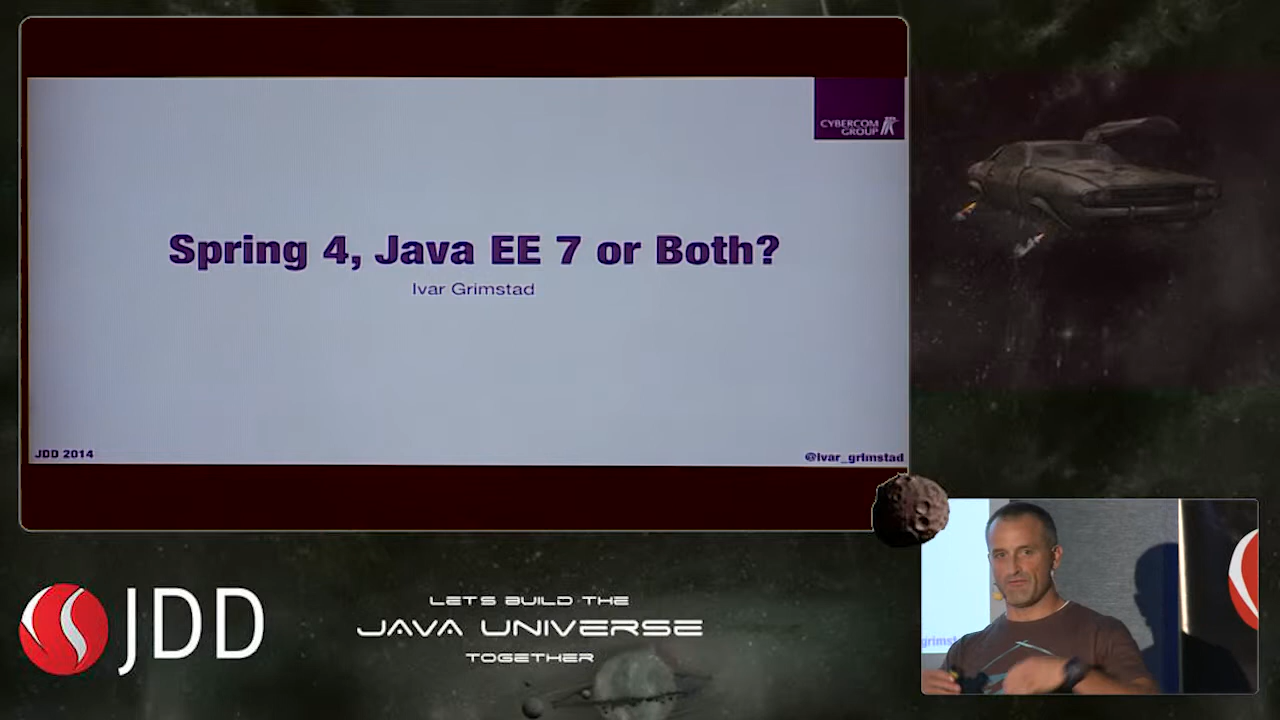 CYBERCOM
GROUP
Spring 4, Java EE 7 or Both?
Ivar Grimstad
JDD 2014
@ivar_grimstad
grimst
JDD
LETS BUILD THE
JAVA UNIVERSE
TOGETHER